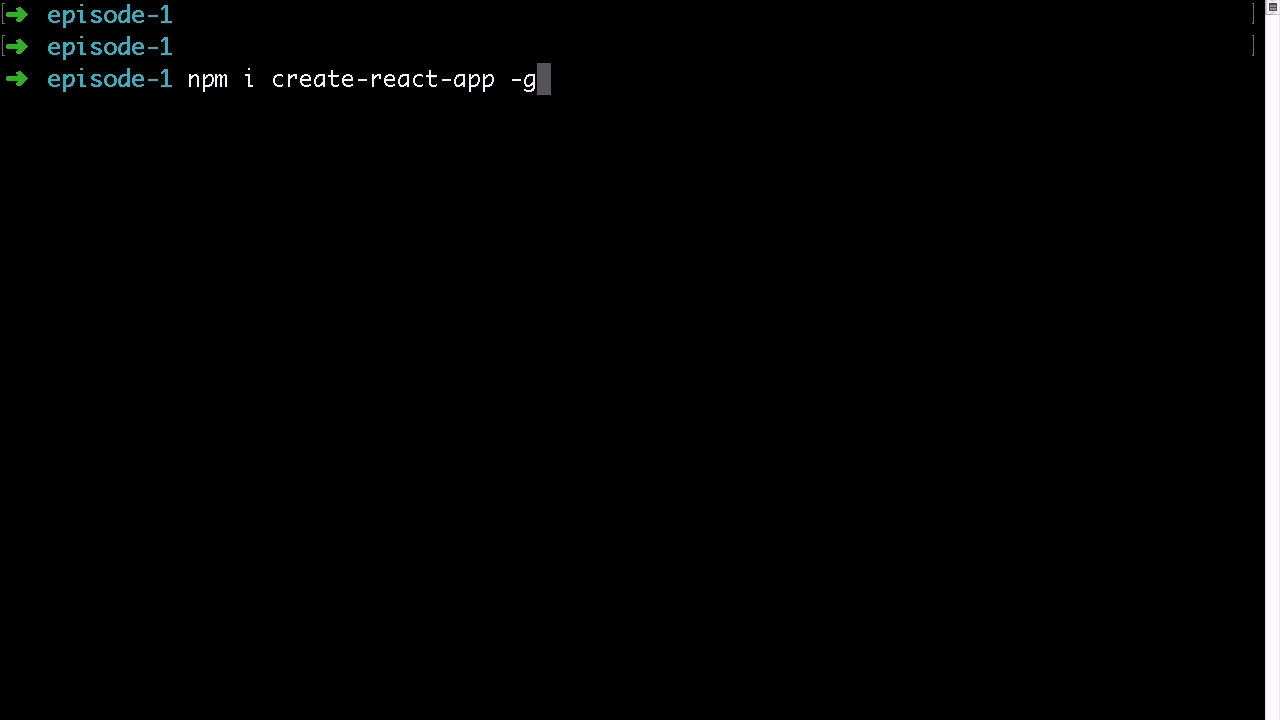 [➜ episode-1 ]
[➜ episode-1 ]
➜ episode-1 npm i create-react-app -g